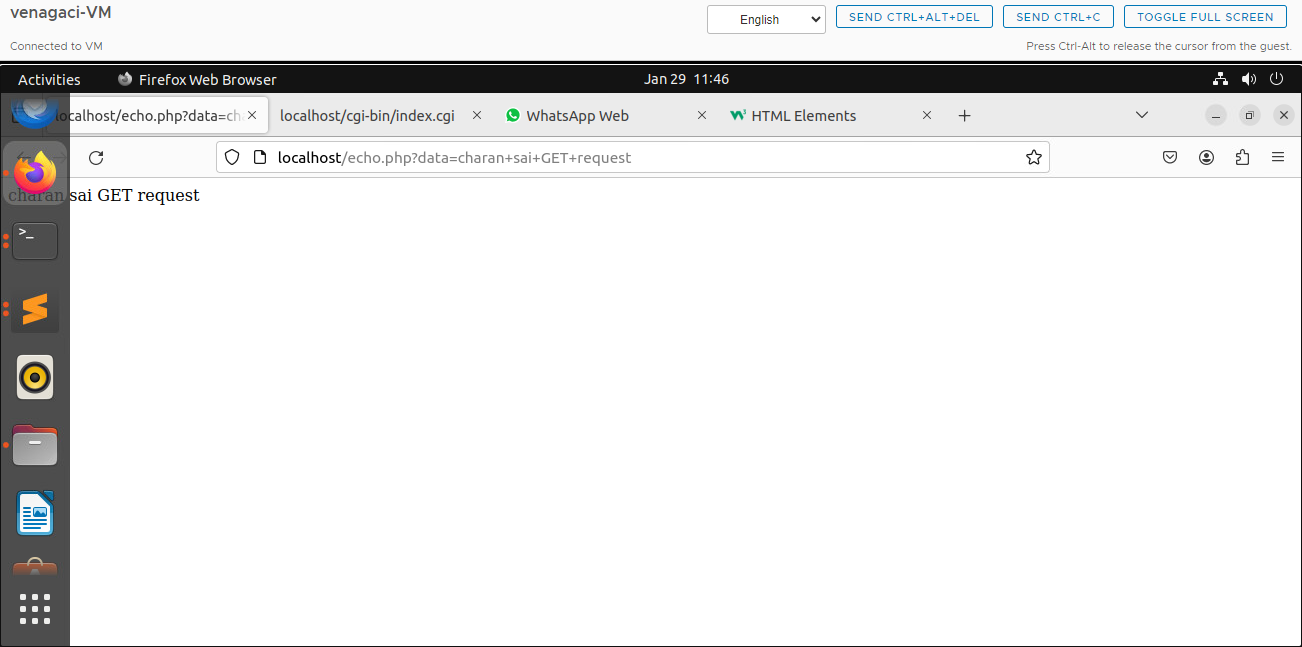 venagaci-VM
English
SEND CTRL+ALT+DEL
SEND CTRL+C
TOGGLE FULL SCREEN
Connected to VM
Press Ctrl-Alt to release the cursor from the guest.
Activities
Firefox Web Browser
Jan 29 11:46
localhost/echo.php?data=ch
localhost/cgi-bin/index.cgi
WhatsApp Web
HTML Elements
localhost/echo.php?data=charan+sai+GET+request
charan sai GET request
>_